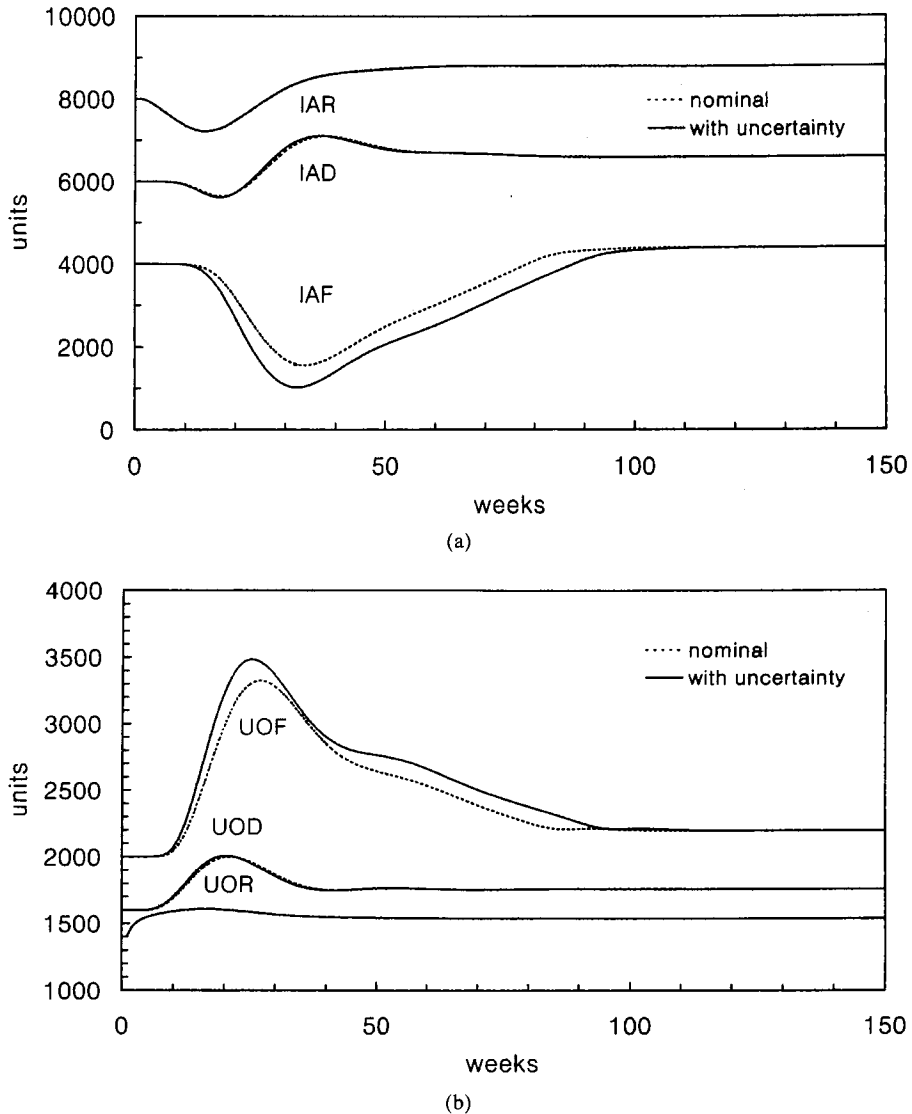 10000
8000
6000
4000
2000
0
units
IAR
IAD
IAF
nominal
with uncertainty
0
50
100
150
weeks
(a)
4000
3500
3000
2500
2000
1500
1000
units
nominal
with uncertainty
UOF
UOD
UOR
0
50
100
150
weeks
(b)